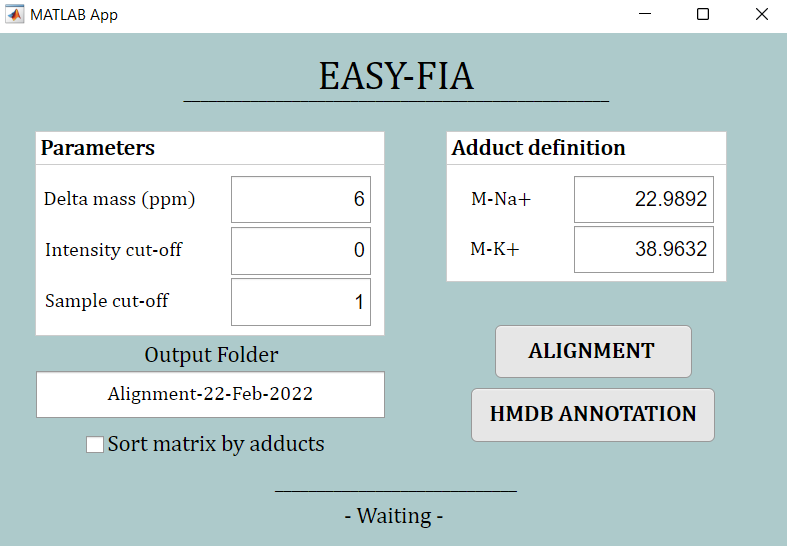 MATLAB App
EASY-FIA
Parameters
Delta mass (ppm) 6
Intensity cut-off 0
Sample cut-off 1
Adduct definition
M-Na+ 22.9892
M-K+ 38.9632
Output Folder
Alignment-22-Feb-2022
Sort matrix by adducts
ALIGNMENT
HMDB ANNOTATION
- Waiting -